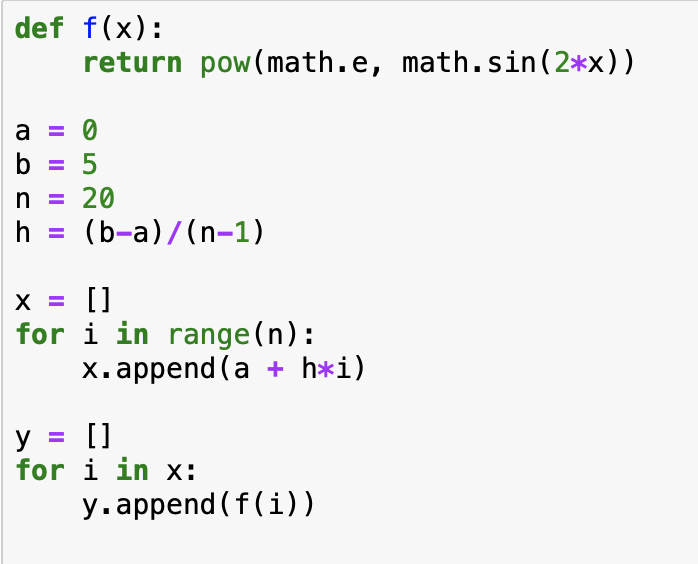 def f(x):
    return pow(math.e, math.sin(2*x))

a = 0
b = 5
n = 20
h = (b-a)/(n-1)

x = []
for i in range(n):
    x.append(a + h*i)

y = []
for i in x:
    y.append(f(i))